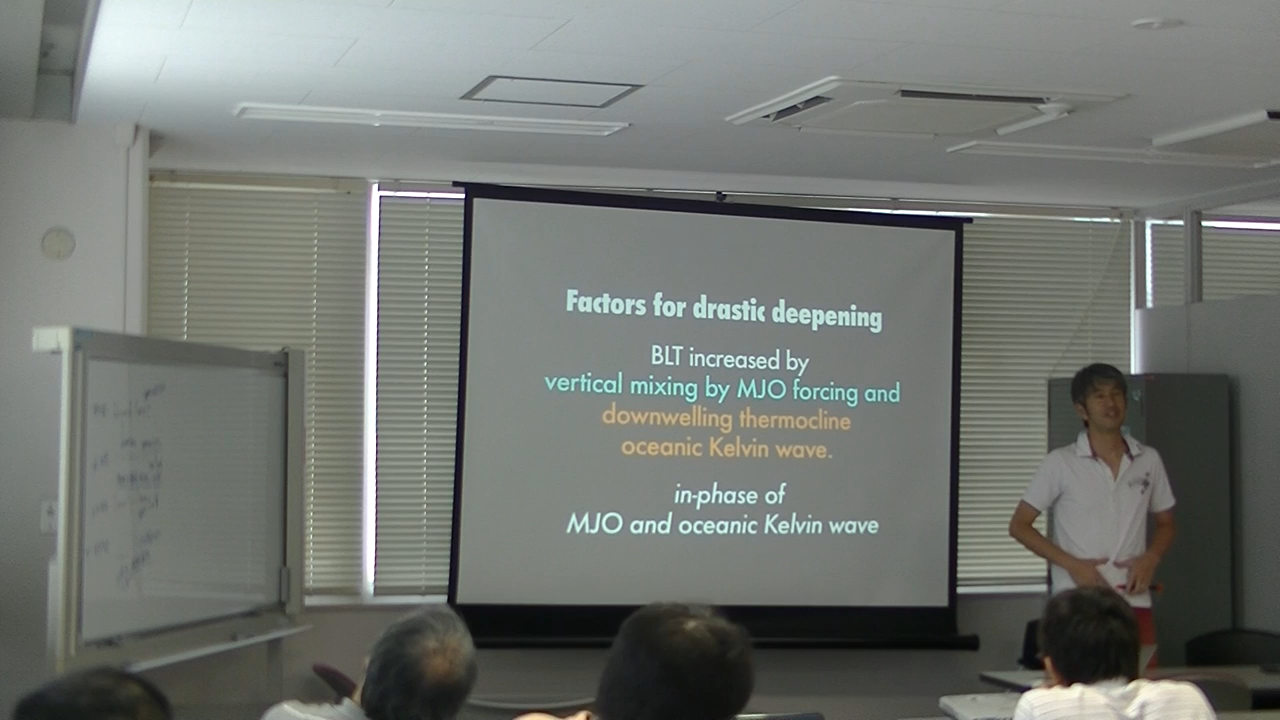 Factors for drastic deepening
BLT increased by
vertical mixing by MJO forcing and
downwelling thermocline
oceanic Kelvin wave.
in-phase of
MJO and oceanic Kelvin wave